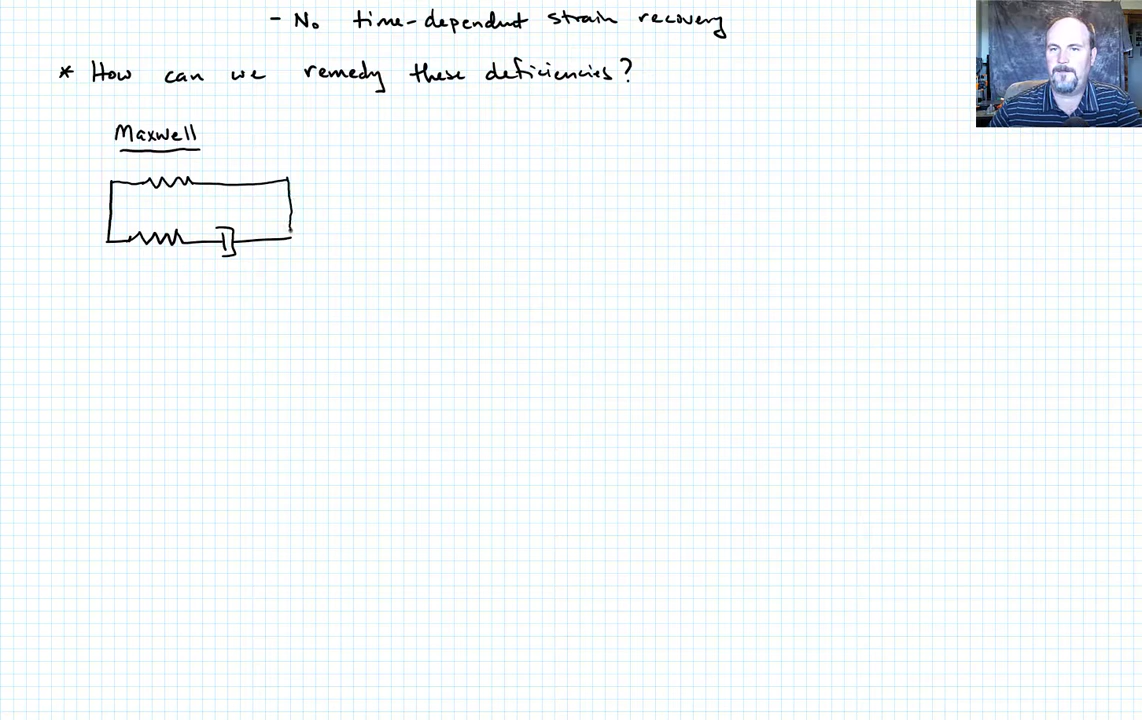 - No time-dependent strain recovery
* How can we remedy these deficiencies?
Maxwell